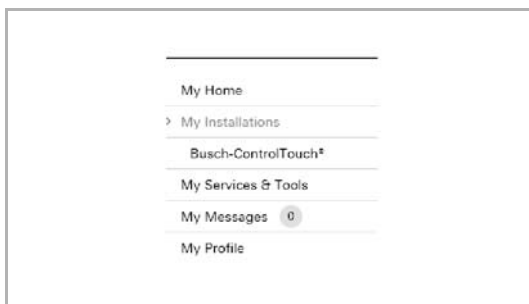 My Home
> My Installations
Busch-ControlTouch®
My Services & Tools
My Messages 0
My Profile